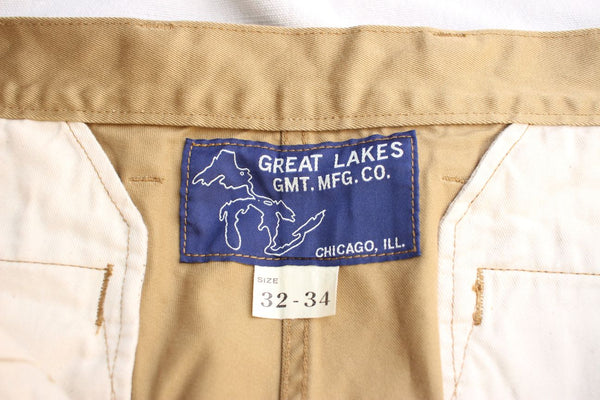 GREAT LAKES
GMT. MFG. CO.
CHICAGO, ILL.
SIZE
32-34